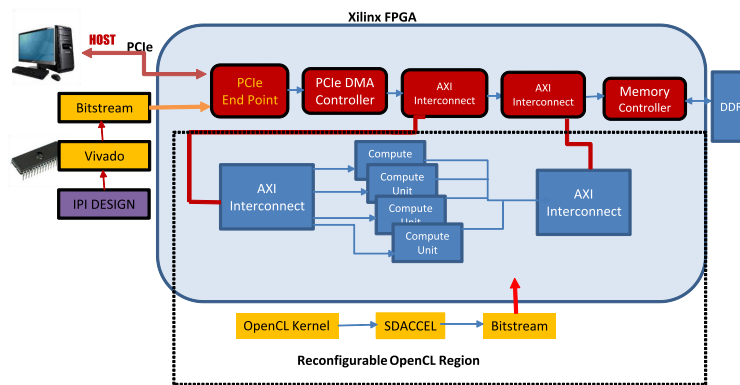 Xilinx FPGA
HOST
PCIe
PCIe
End Point
PCIe DMA
Controller
AXI
Interconnect
AXI
Interconnect
Memory
Controller
DDR
Bitstream
Vivado
IPI DESIGN
AXI
Interconnect
Compute
Compute
Unit
Compute
Unit
Compute
Unit
AXI
Interconnect
OpenCL Kernel
SDACCEL
Bitstream
Reconfigurable OpenCL Region